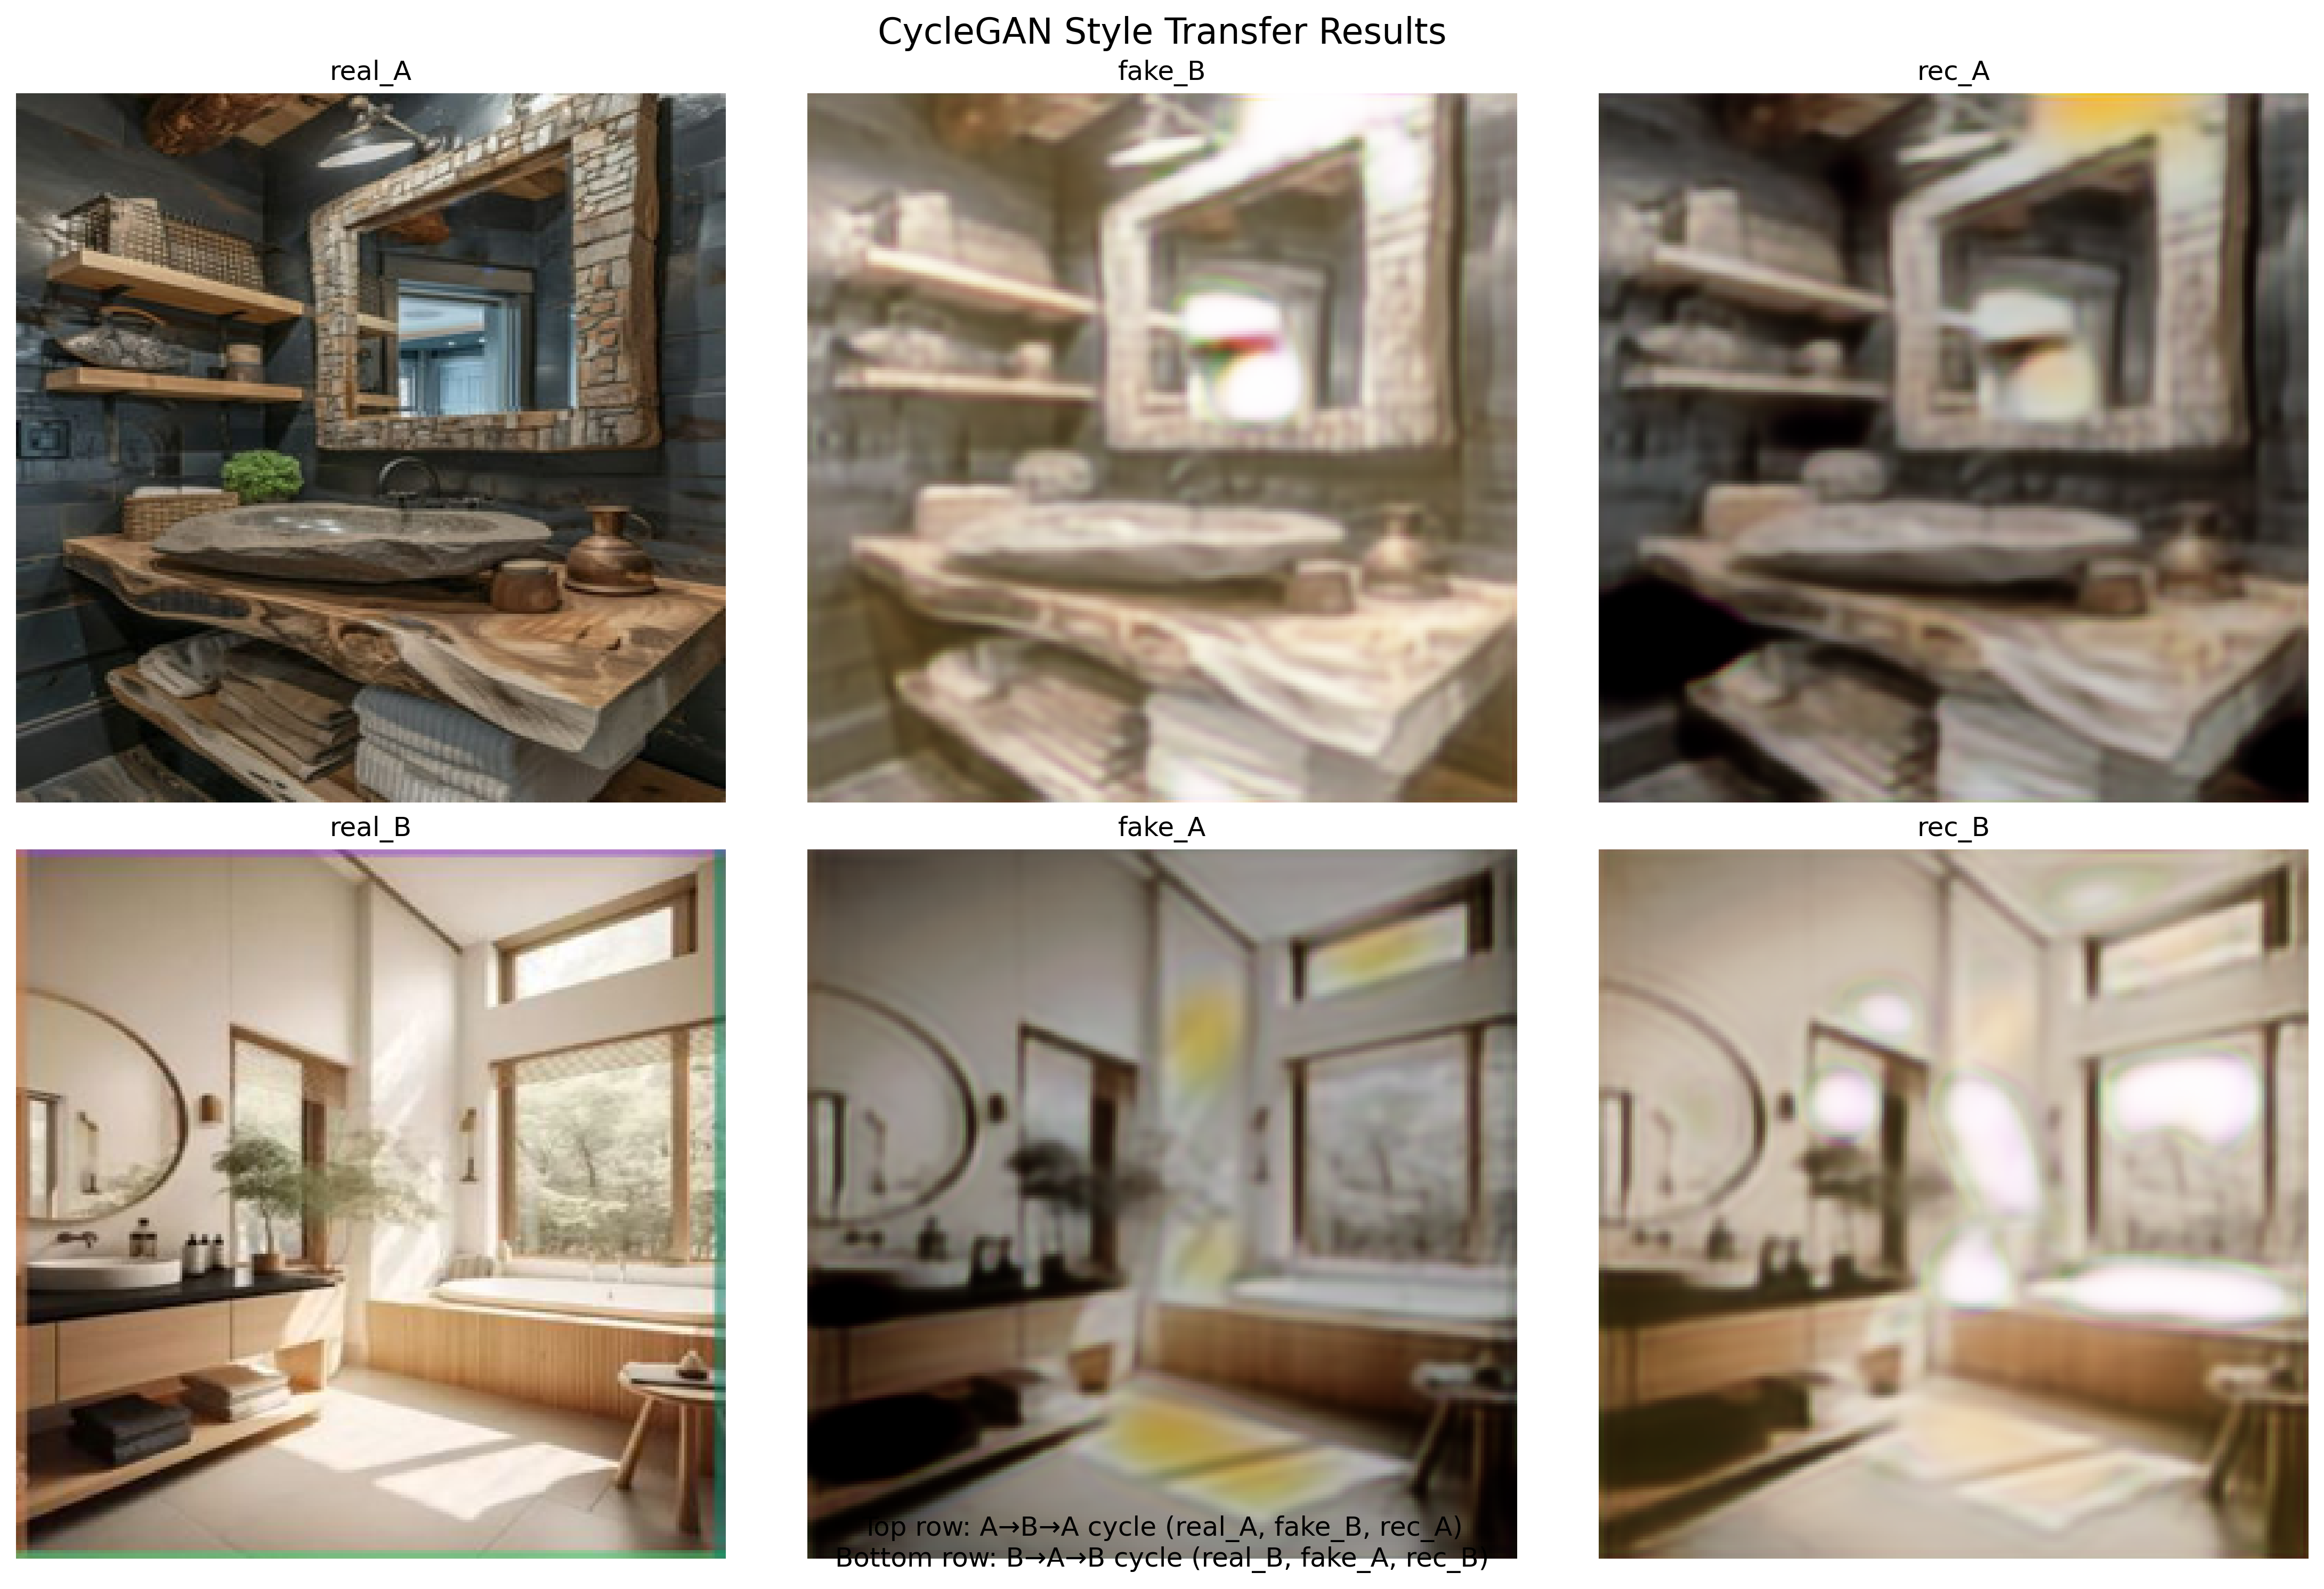 CycleGAN Style Transfer Results
real_A
fake_B
rec_A
real_B
fake_A
rec_B
Top row: A→B→A cycle (real_A, fake_B, rec_A)
Bottom row: B→A→B cycle (real_B, fake_A, rec_B)